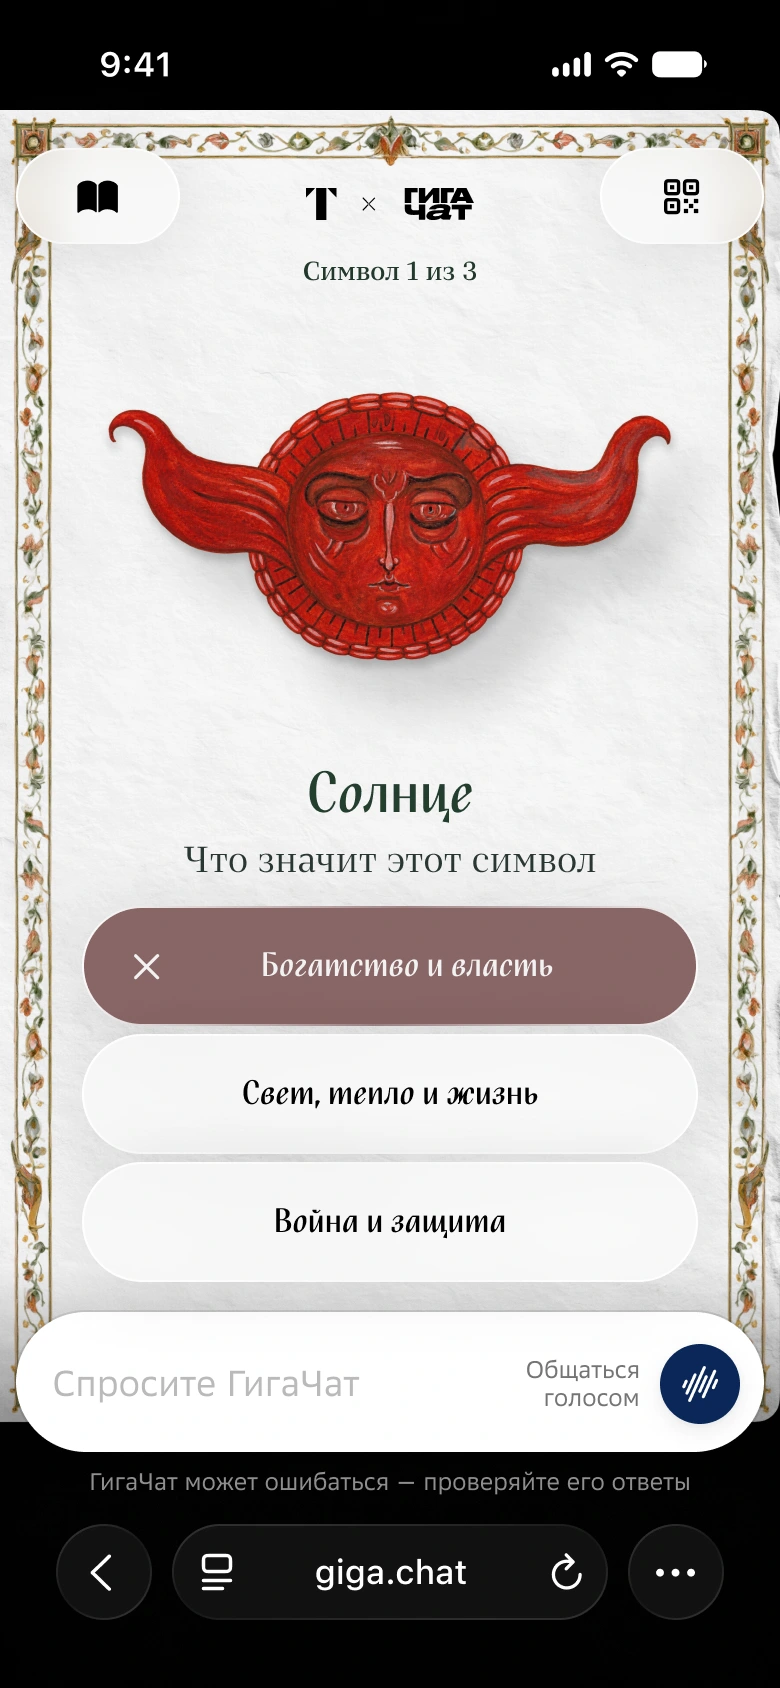 9:41
Т × ГИГА
ЧАТ
Символ 1 из 3
Солнце
Что значит этот символ
Богатство и власть
Свет, тепло и жизнь
Война и защита
Спросите ГигаЧат
Общаться
голосом
ГигаЧат может ошибаться — проверяйте его ответы
giga.chat